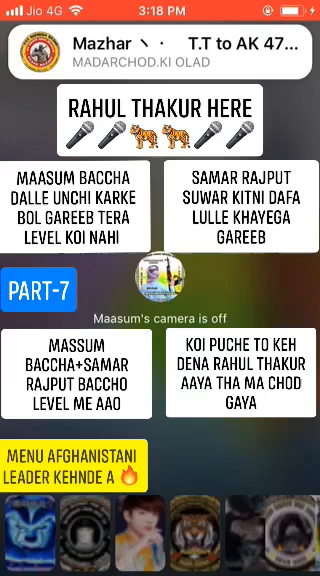 Jio 4G
3:18 PM
Mazhar ヽ ・ T.T to AK 47...
MADARCHOD.KI OLAD
RAHUL THAKUR HERE
🎤🎤🐅🐅🎤🎤
MAASUM BACCHA
DALLE UNCHI KARKE
BOL GAREEB TERA
LEVEL KOI NAHI
SAMAR RAJPUT
SUWAR KITNI DAFA
LULLE KHAYEGA
GAREEB
PART-7
Maasum's camera is off
MASSUM
BACCHA+SAMAR
RAJPUT BACCHO
LEVEL ME AAO
KOI PUCHE TO KEH
DENA RAHUL THAKUR
AAYA THA MA CHOD
GAYA
MENU AFGHANISTANI
LEADER KEHNDE A 🔥